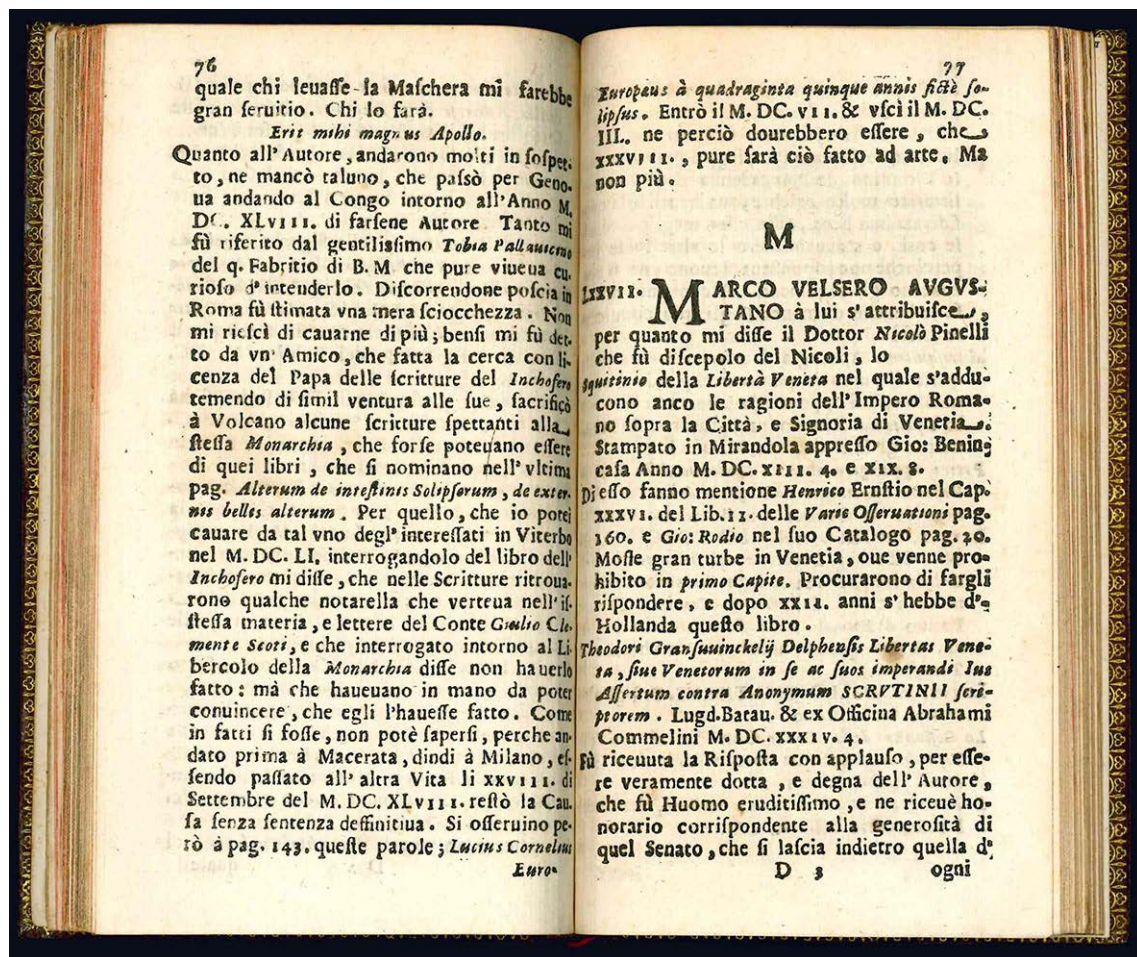 76
quale chi leuaſſe la Maſchera mi farebbe
gran ſeruitio. Chi lo farà.
Erit mihi magnus Apollo.
Quanto all' Autore, andarono molti in ſoſpet-
to, ne mancò taluno, che paſsò per Geno-
ua andando al Congo intorno all'Anno M.
DC. XLVIII. di farſene Autore. Tanto mi
fù riferito dal gentiliſſimo Tobia Pallauicino
del q. Fabritio di B. M. che pure viueua cu-
rioſo d' intenderlo. Diſcorrendone poſcia in
Roma fù ſtimata vna mera ſciocchezza. Non
mi rieſcì di cauarne di più; benſi mi fù det-
to da vn' Amico, che fatta la cerca con li-
cenza del Papa delle ſcritture del Inchofero
temendo di ſimil ventura alle ſue, ſacrificò
à Volcano alcune ſcritture ſpettanti alla
ſteſſa Monarchia, che forſe poteuano eſſere
di quei libri, che ſi nominano nell' vltima
pag. Alterum de inteſtinis Solipſorum, de exter-
nis bellis alterum. Per quello, che io potei
cauare da tal vno degl' intereſſati in Viterbo
nel M. DC. LI, interrogandolo del libro dell'
Inchofero mi diſſe, che nelle Scritture ritroua-
rono qualche notarella che verteua nell' iſ-
ſteſſa materia, e lettere del Conte Giulio Cle-
mente Scoti, e che interrogato intorno al Li-
bercolo della Monarchia diſſe non hauerlo
fatto: mà che haueuano in mano da poter
conuincere, che egli l'haueſſe fatto. Come
in fatti ſi foſſe, non potè ſaperſi, perche an-
dato prima à Macerata, dindi à Milano, eſ-
ſendo paſſato all' altra Vita li XXVIII. di
Settembre del M. DC. XLVIII. reſtò la Cau-
ſa ſenza ſentenza deffinitiua. Si oſſeruino pe-
rò à pag. 143. queſte parole; Lucius Cornelius
Euro-
77
Europæus à quadraginta quinque annis fictè ſo-
lipſus. Entrò il M. DC. VII. & vſcì il M. DC.
III. ne perciò dourebbero eſſere, che
XXXVIII., pure ſarà ciò fatto ad arte. Ma
non più.
M
LXXVII. MARCO VELSERO AVGVS-
TANO à lui s' attribuiſce,
per quanto mi diſſe il Dottor Nicolò Pinelli
che fù diſcepolo del Nicoli, lo
Squitinio della Libertà Veneta nel quale s'addu-
cono anco le ragioni dell' Impero Roma-
no ſopra la Città, e Signoria di Venetia.
Stampato in Mirandola appreſſo Gio: Benin
caſa Anno M. DC. XIII. 4. e XIX. 8.
Di eſſo fanno mentione Henrico Ernſtio nel Cap.
XXXVI. del Lib. II. delle Varie Oſſeruationi pag.
160. e Gio: Rodio nel ſuo Catalogo pag. 20.
Moſſe gran turbe in Venetia, oue venne pro-
hibito in primo Capite. Procurarono di fargli
riſpondere, e dopo XXII. anni s' hebbe d'
Hollanda queſto libro.
Theodori Granſuuinckelij Delphenſis Libertas Vene-
ta, ſiue Venetorum in ſe ac ſuos imperandi Ius
Aſſertum contra Anonymum SCRVTINII ſcri-
ptorem. Lugd. Batau. & ex Officina Abrahami
Commelini M. DC. XXXIV. 4.
Fù riceuuta la Riſpoſta con applauſo, per eſſe-
re veramente dotta, e degna dell' Autore,
che fù Huomo eruditiſſimo, e ne riceuè ho-
norario corriſpondente alla generoſità di
quel Senato, che ſi laſcia indietro quella d'
D 3 ogni